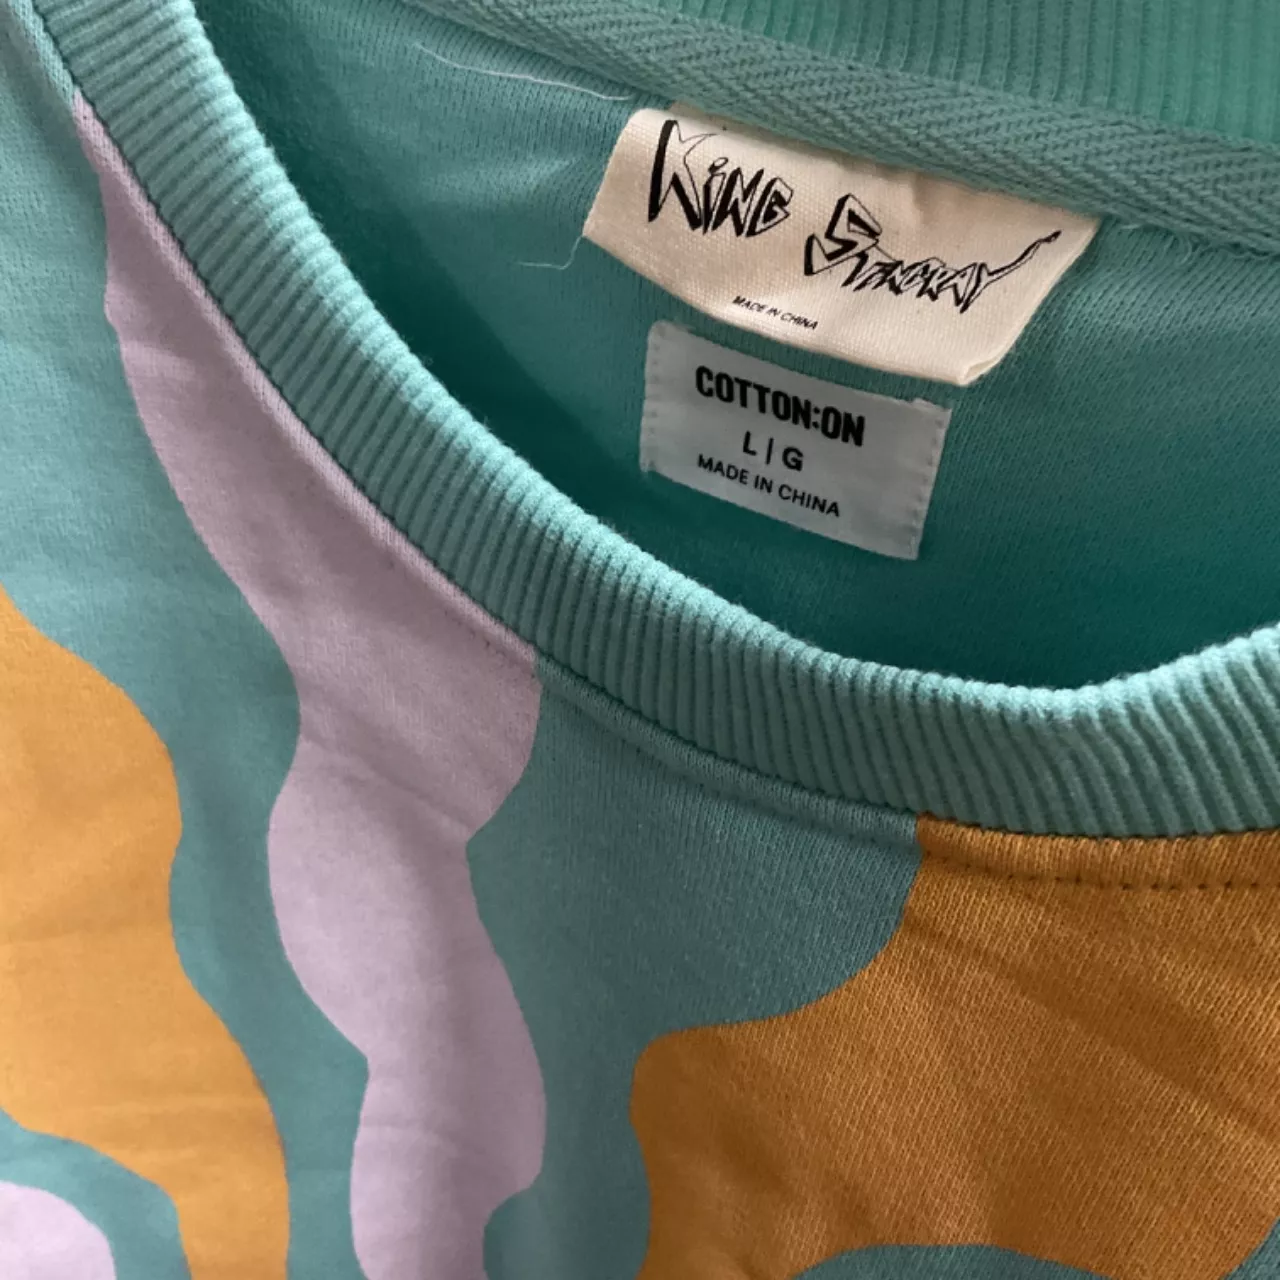 KING STINGRAY
MADE IN CHINA
COTTON:ON
L | G
MADE IN CHINA